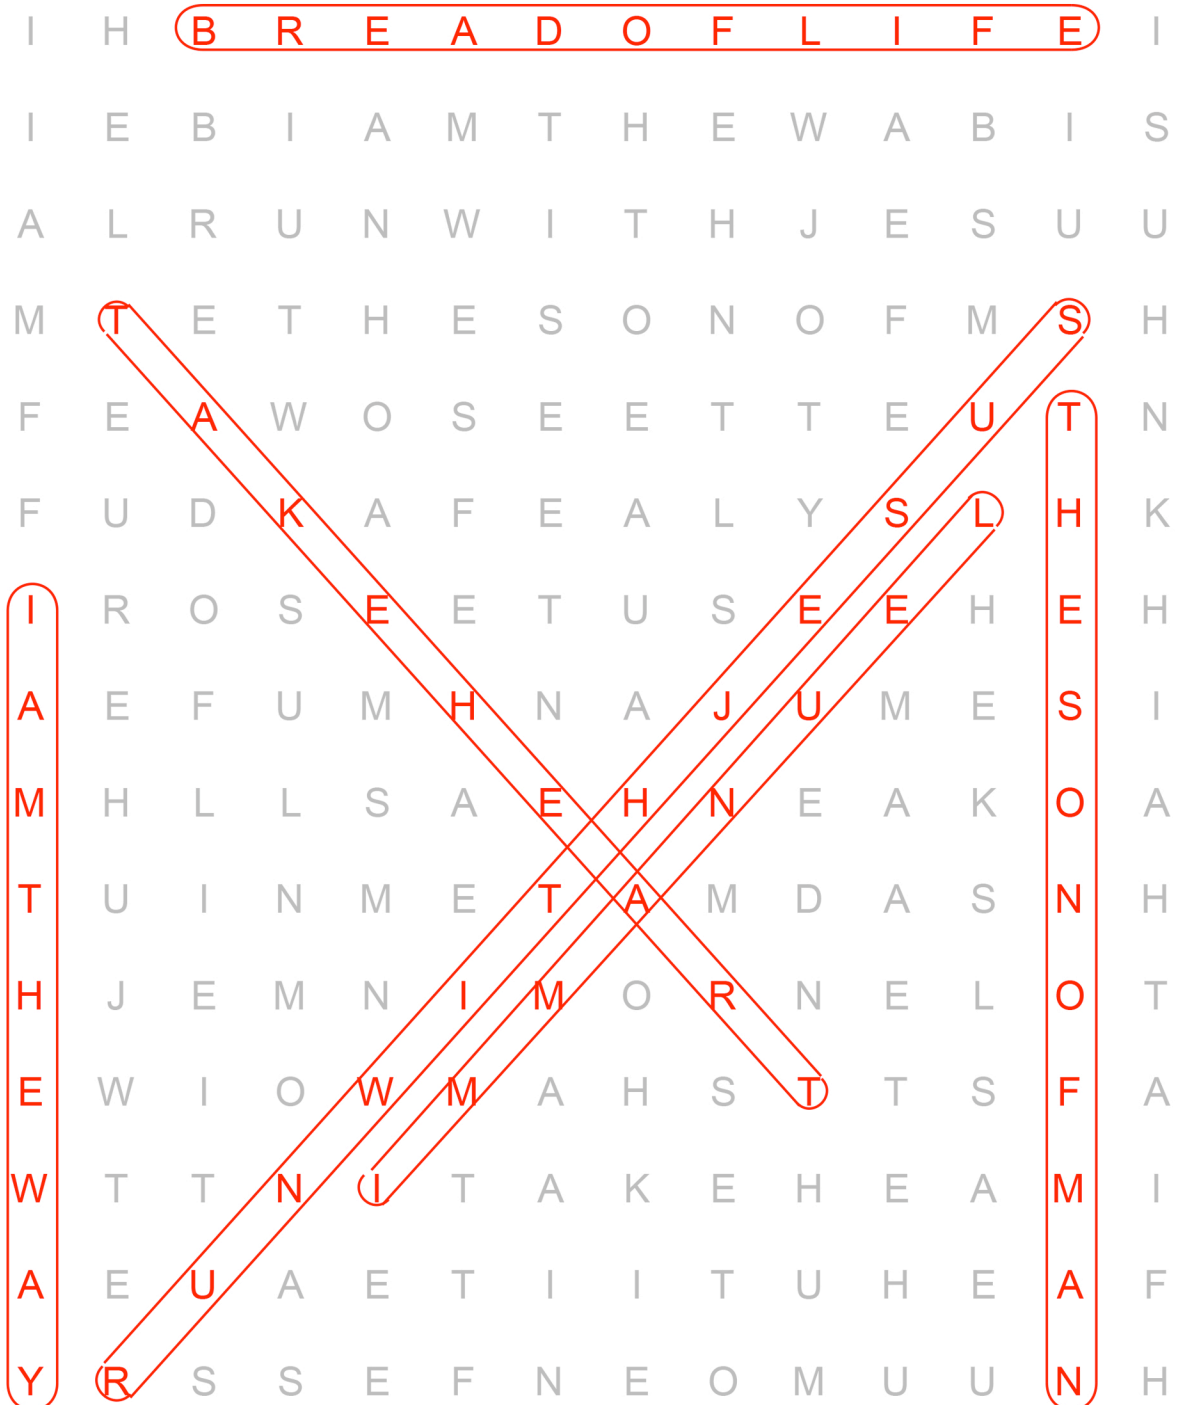 I H B R E A D O F L I F E I
I E B I A M T H E W A B I S
A L R U N W I T H J E S U U
M T E T H E S O N O F M S H
F E A W O S E E T T E U T N
F U D K A F E A L Y S L H K
I R O S E E T U S E E H E H
A E F U M H N A J U M E S I
M H L L S A E H N E A K O A
T U I N M E T A M D A S N H
H J E M N I M O R N E L O T
E W I O W M A H S T T S F A
W T T N I T A K E H E A M I
A E U A E T I I T U H E A F
Y R S S E F N E O M U U N H